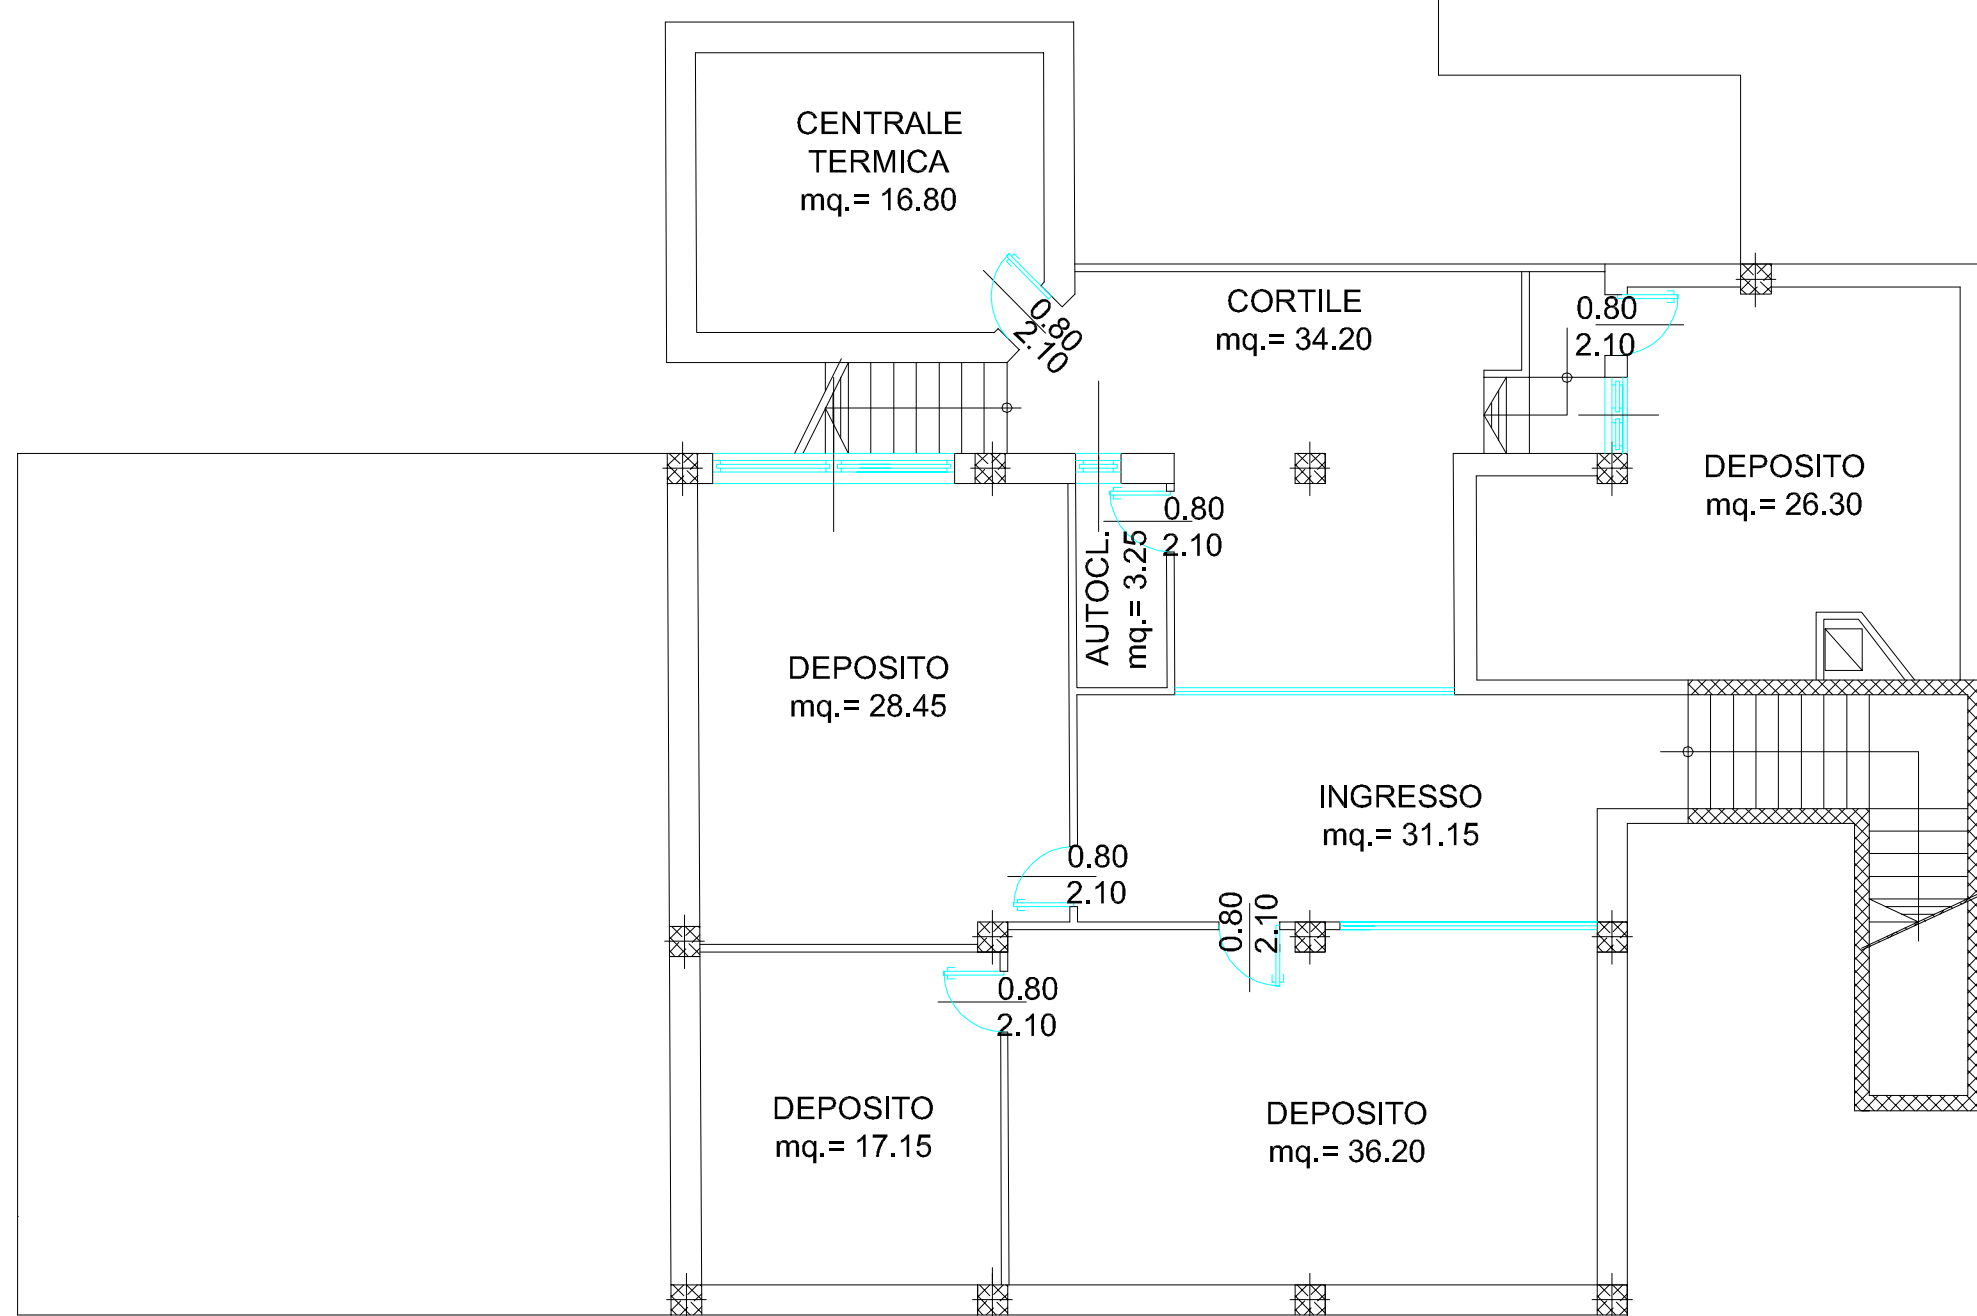 CENTRALE
TERMICA
mq.= 16.80
0.80
2.10
CORTILE
mq.= 34.20
0.80
2.10
DEPOSITO
mq.= 26.30
0.80
2.10
AUTOCL.
mq.= 3.25
DEPOSITO
mq.= 28.45
INGRESSO
mq.= 31.15
0.80
2.10
0.80
2.10
0.80
2.10
DEPOSITO
mq.= 17.15
DEPOSITO
mq.= 36.20